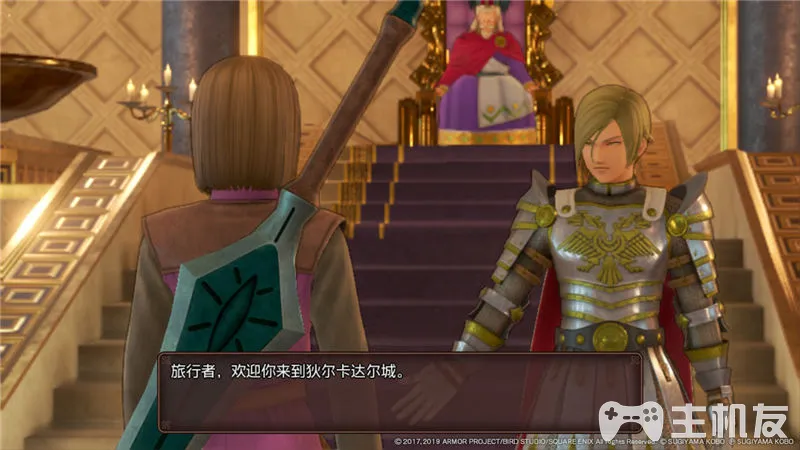 旅行者，欢迎你来到狄尔卡达尔城。
© 2017, 2019 ARMOR PROJECT/BIRD STUDIO/SQUARE ENIX All Rights Reserved. © SUGIYAMA KOBO ℗ SUGIYAMA KOBO
主机友